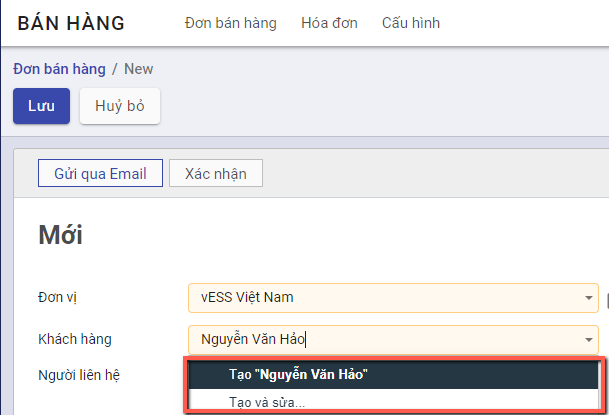 BÁN HÀNG Đơn bán hàng Hóa đơn Cấu hình
Đơn bán hàng / New
Lưu Huỷ bỏ
Gửi qua Email Xác nhận
Mới
Đơn vị vESS Việt Nam
Khách hàng Nguyễn Văn Hảo
Người liên hệ Tạo "Nguyễn Văn Hảo"
Tạo và sửa...